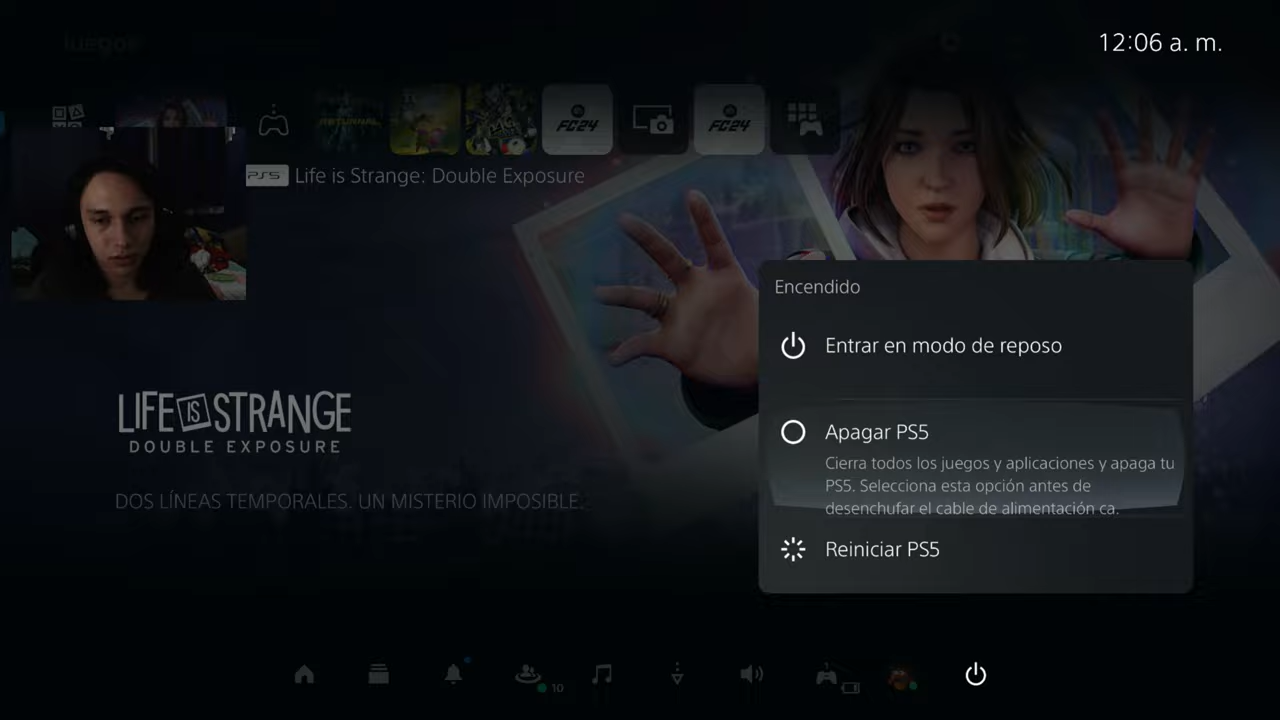 Juegos
12:06 a. m.
RETURNAL
FC24
FC24
PS5 Life is Strange: Double Exposure
Encendido
Entrar en modo de reposo
LIFE IS STRANGE
DOUBLE EXPOSURE
Apagar PS5
Cierra todos los juegos y aplicaciones y apaga tu
PS5. Selecciona esta opción antes de
desenchufar el cable de alimentación ca.
DOS LÍNEAS TEMPORALES. UN MISTERIO IMPOSIBLE.
Reiniciar PS5
10